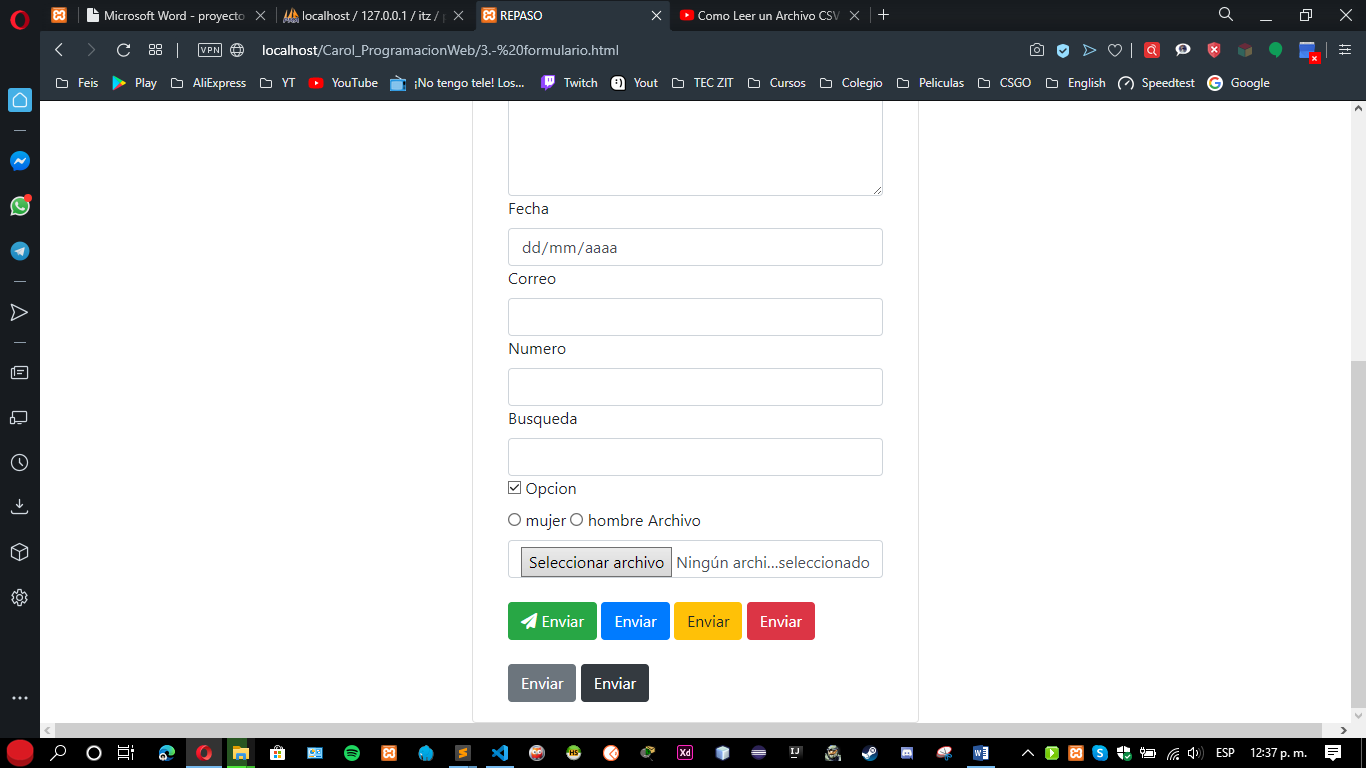 Microsoft Word - proyecto
localhost / 127.0.0.1 / itz /
REPASO
Como Leer un Archivo CSV
VPN
localhost/Carol_ProgramacionWeb/3.-%20formulario.html
Feis
Play
AliExpress
YT
YouTube
¡No tengo tele! Los...
Twitch
Yout
TEC ZIT
Cursos
Colegio
Peliculas
CSGO
English
Speedtest
Google
Fecha
dd/mm/aaaa
Correo
Numero
Busqueda
Opcion
mujer hombre Archivo
Seleccionar archivo Ningún archi...seleccionado
Enviar Enviar Enviar Enviar
Enviar Enviar
ESP
12:37 p. m.